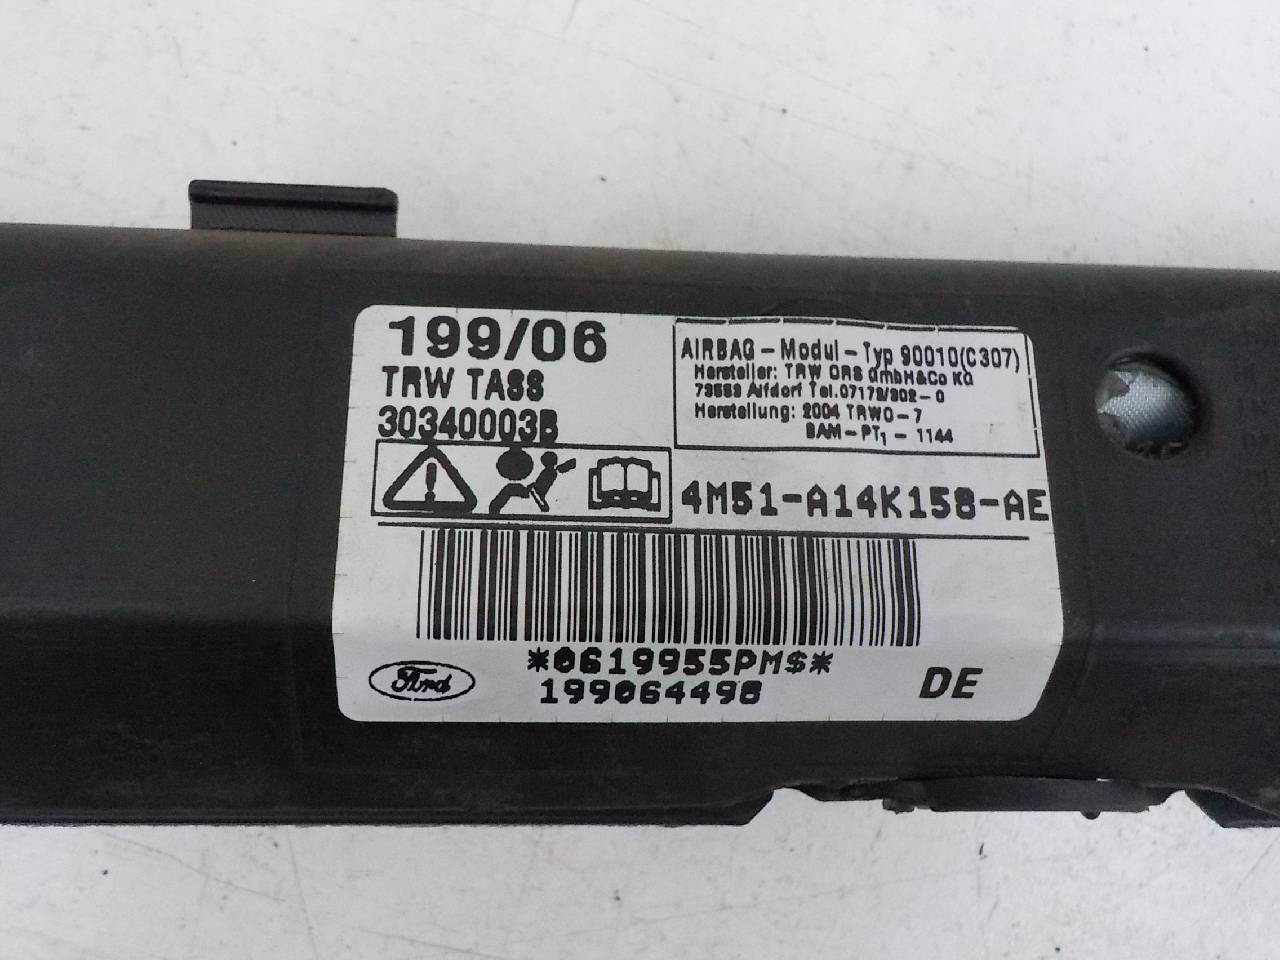 199/06
TRW TASS
30340003B
AIRBAG - Modul - Typ 90010(C307)
Hersteller: TRW ORS GmbH&Co KG
73553 Alfdorf Tel.07172/302-0
Herstellung: 2004 TRWO-7
BAM-PT1 - 1144
4M51-A14K158-AE
*0619955PMS*
199064498
Ford
DE